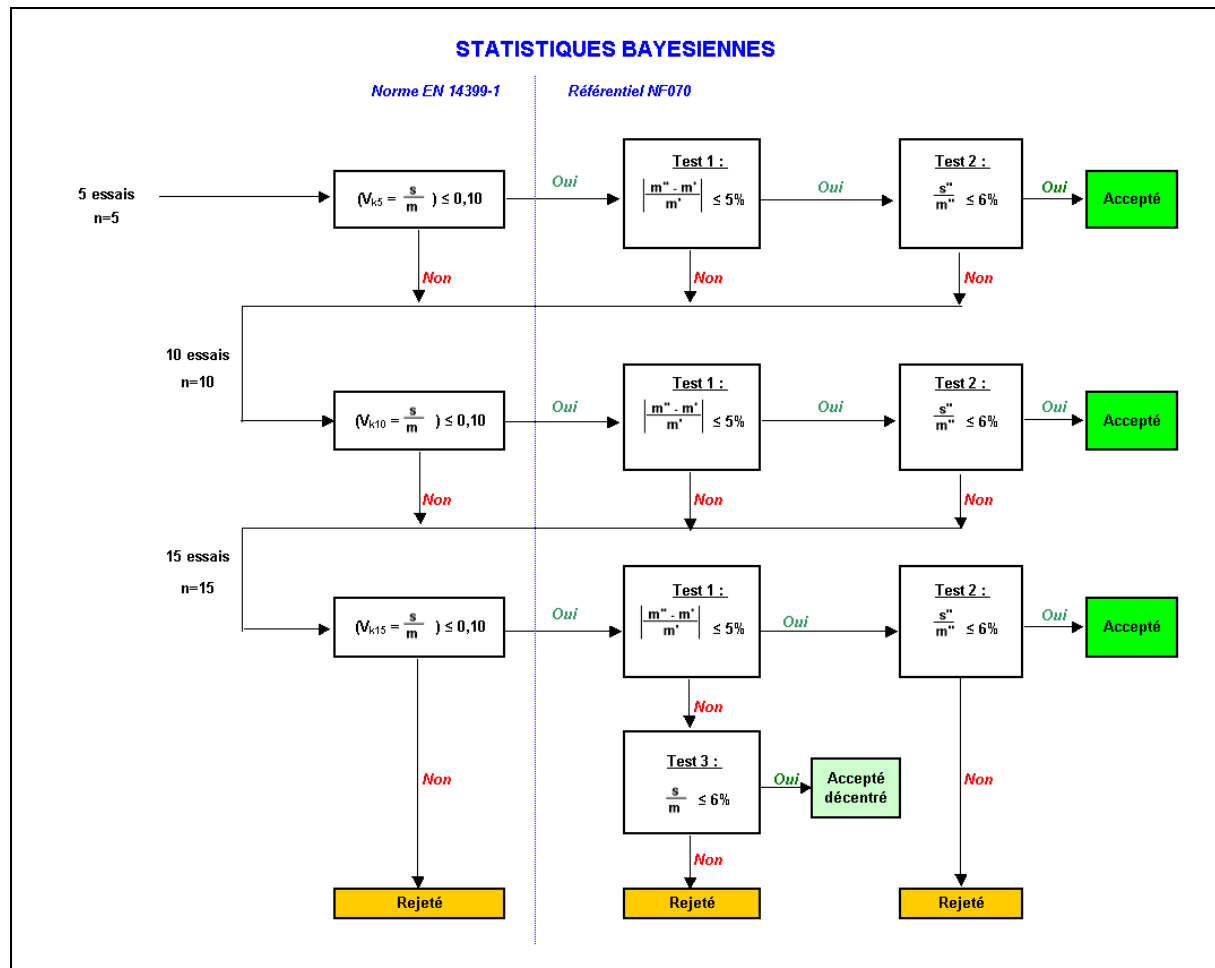 STATISTIQUES BAYESIENNES
Norme EN 14399-1
Référentiel NF070
5 essais
n=5
(Vk5 = s/m ) ≤ 0,10
Oui
Test 1 :
|m" - m'/m'| ≤ 5%
Oui
Test 2 :
s"/m" ≤ 6%
Oui
Accepté
Non
Non
Non
10 essais
n=10
(Vk10 = s/m ) ≤ 0,10
Oui
Test 1 :
|m" - m'/m'| ≤ 5%
Oui
Test 2 :
s"/m" ≤ 6%
Oui
Accepté
Non
Non
Non
15 essais
n=15
(Vk15 = s/m ) ≤ 0,10
Oui
Test 1 :
|m" - m'/m'| ≤ 5%
Oui
Test 2 :
s"/m" ≤ 6%
Oui
Accepté
Non
Non
Test 3 :
s/m ≤ 6%
Oui
Accepté
décentré
Non
Non
Rejeté
Rejeté
Rejeté